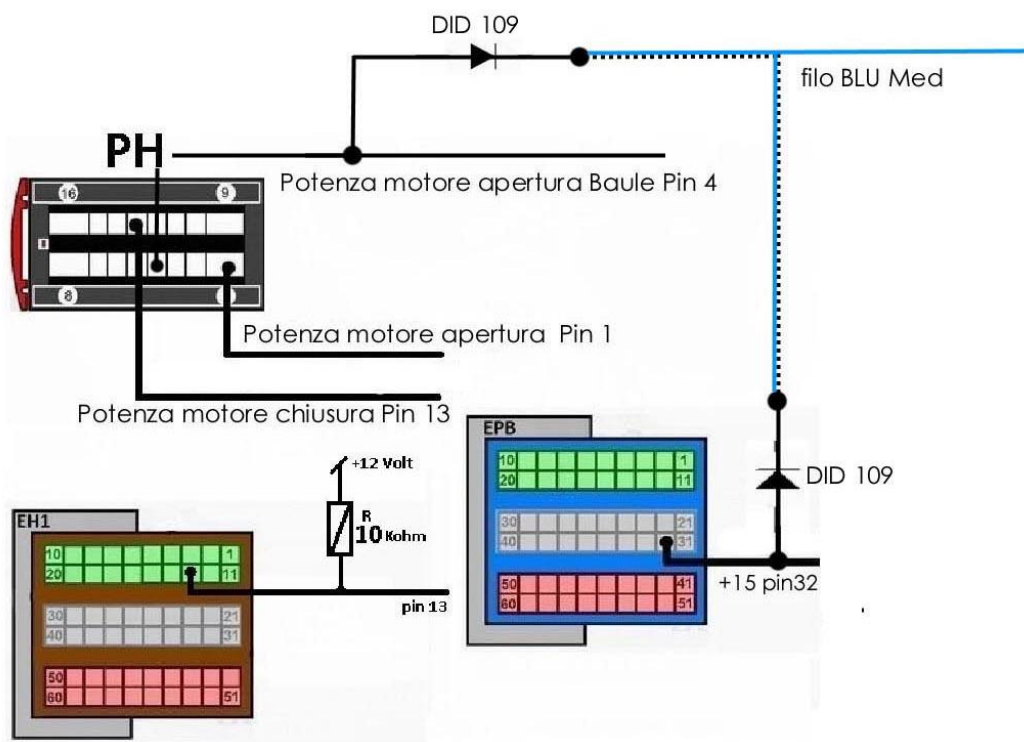 DID 109
filo BLU Med
PH
Potenza motore apertura Baule Pin 4
16 9
8
Potenza motore apertura Pin 1
Potenza motore chiusura Pin 13
+12 Volt
R
10 Kohm
EH1
10 1
20 11
30 21
40 31
50
60 51
pin 13
EPB
10 1
20 11
30 21
40 31
50 41
60 51
DID 109
+15 pin32